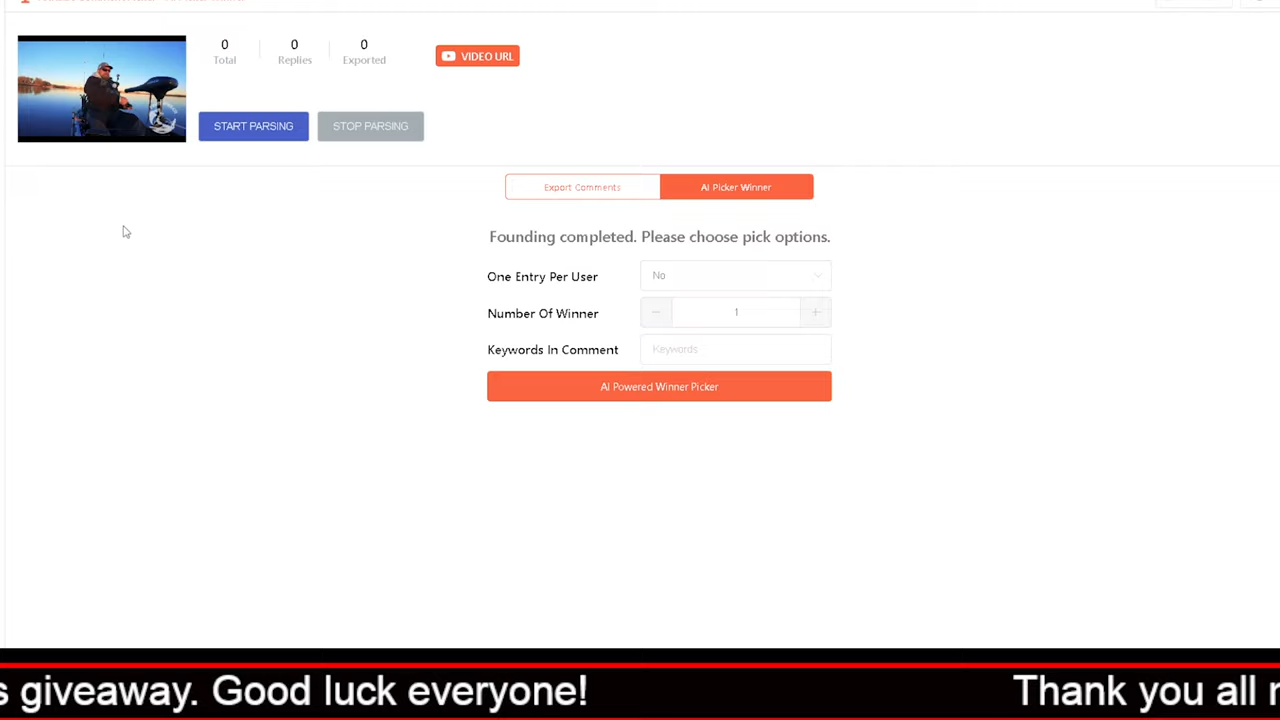 0 0 0
Total Replies Exported
VIDEO URL
START PARSING STOP PARSING
Export Comments AI Picker Winner
Founding completed. Please choose pick options.
One Entry Per User No
Number Of Winner − 1 +
Keywords In Comment Keywords
AI Powered Winner Picker
s giveaway. Good luck everyone! Thank you all